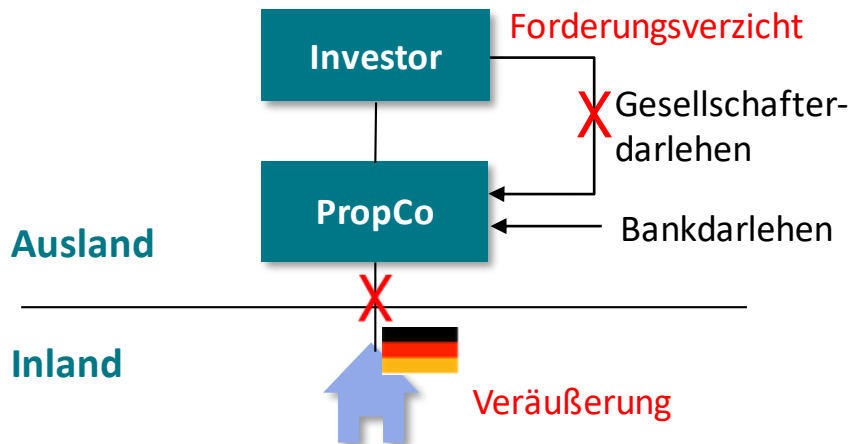 Forderungsverzicht
Investor
Gesellschafter-
darlehen
PropCo
Bankdarlehen
Ausland
Inland
Veräußerung